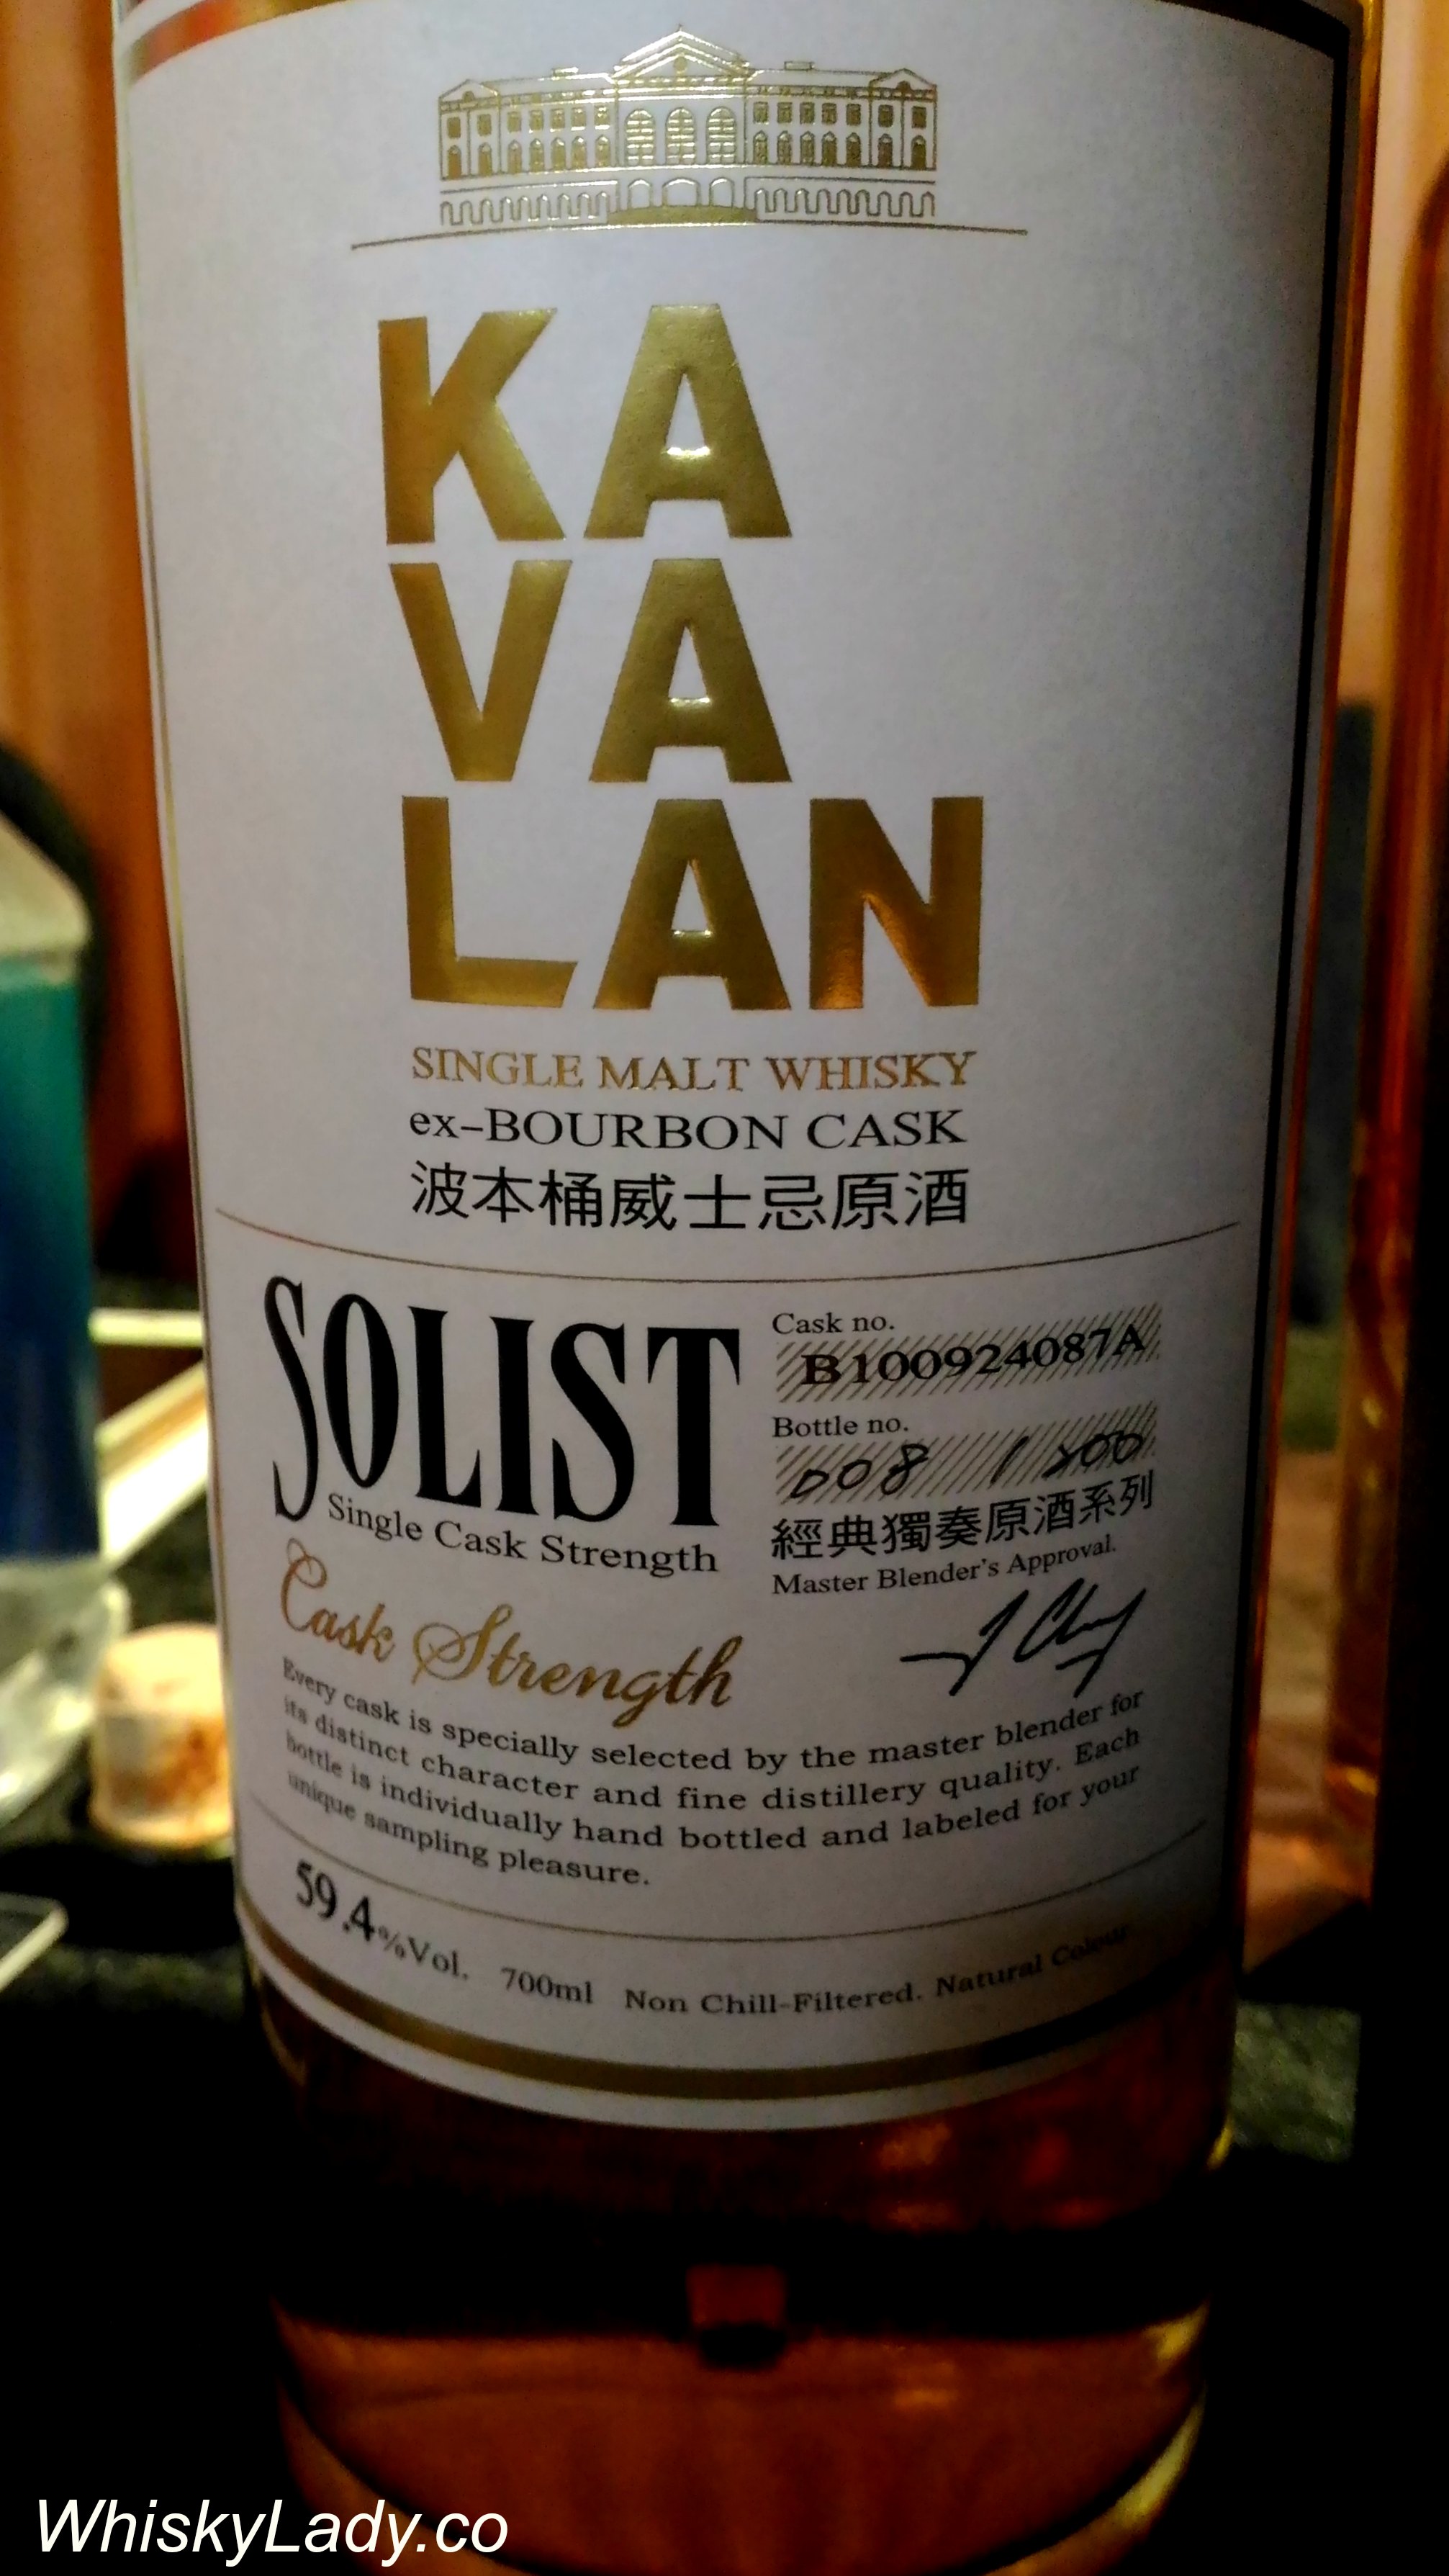 KA
VA
LAN
SINGLE MALT WHISKY
ex-BOURBON CASK
波本桶威士忌原酒
SOLIST
Single Cask Strength
Cask no.
B100924087A
Bottle no.
008 / 200
經典獨奏原酒系列
Master Blender's Approval.
Cask Strength
Every cask is specially selected by the master blender for
its distinct character and fine distillery quality. Each
bottle is individually hand bottled and labeled for your
unique sampling pleasure.
59.4%Vol. 700ml Non Chill-Filtered. Natural Colour
WhiskyLady.co